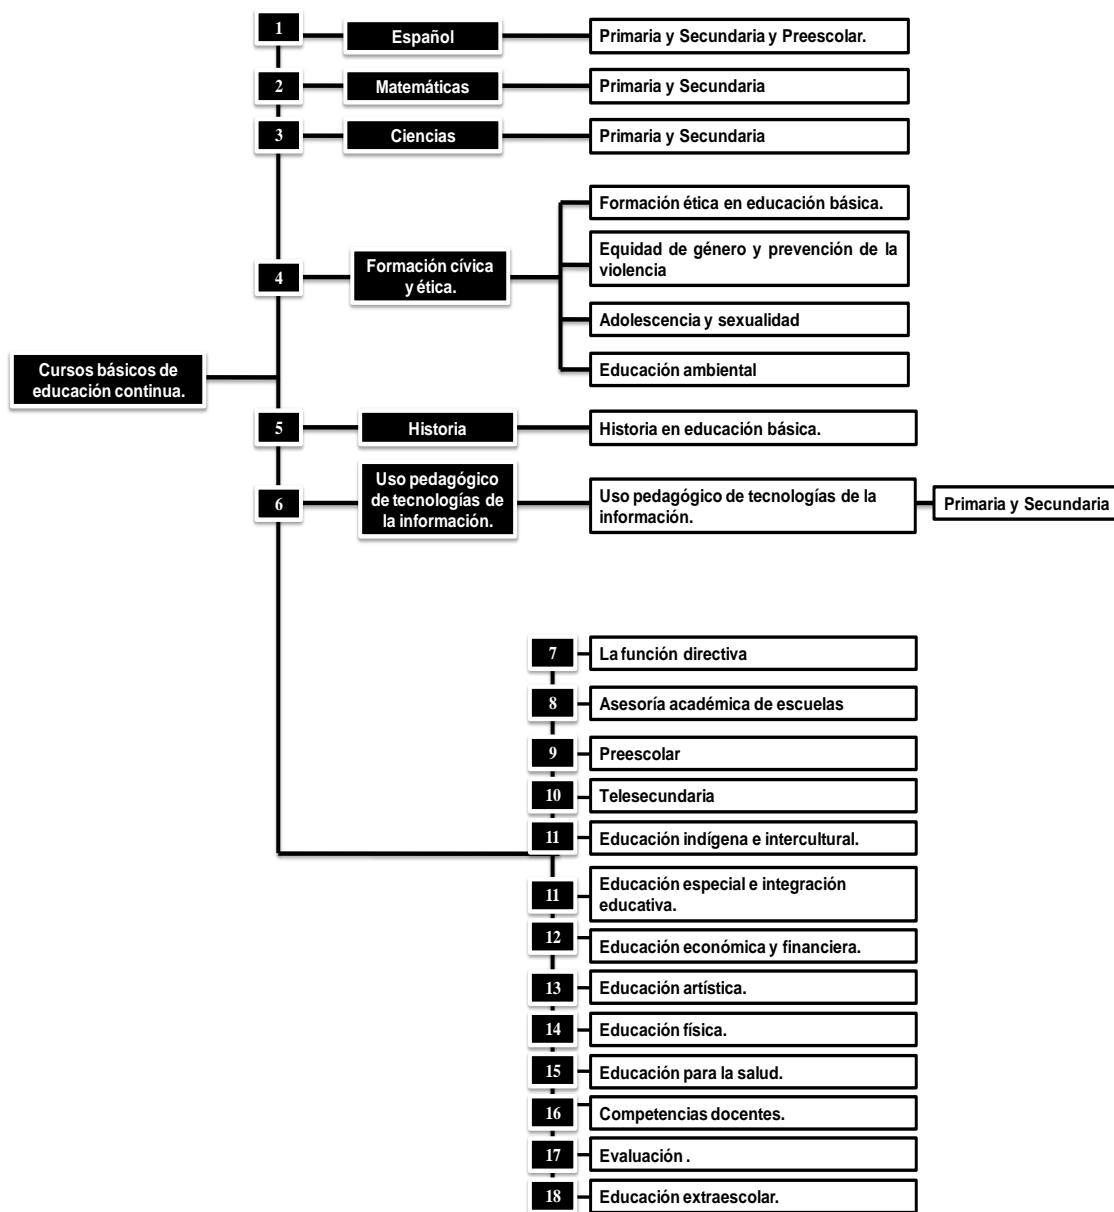 1
Español
Primaria y Secundaria y Preescolar.
2
Matemáticas
Primaria y Secundaria
3
Ciencias
Primaria y Secundaria
4
Formación cívica
y ética.
Formación ética en educación básica.
Equidad de género y prevención de la
violencia
Adolescencia y sexualidad
Educación ambiental
Cursos básicos de
educación continua.
5
Historia
Historia en educación básica.
6
Uso pedagógico
de tecnologías de
la información.
Uso pedagógico de tecnologías de la
información.
Primaria y Secundaria
7
La función directiva
8
Asesoría académica de escuelas
9
Preescolar
10
Telesecundaria
11
Educación indígena e intercultural.
11
Educación especial e integración
educativa.
12
Educación económica y financiera.
13
Educación artística.
14
Educación física.
15
Educación para la salud.
16
Competencias docentes.
17
Evaluación .
18
Educación extraescolar.